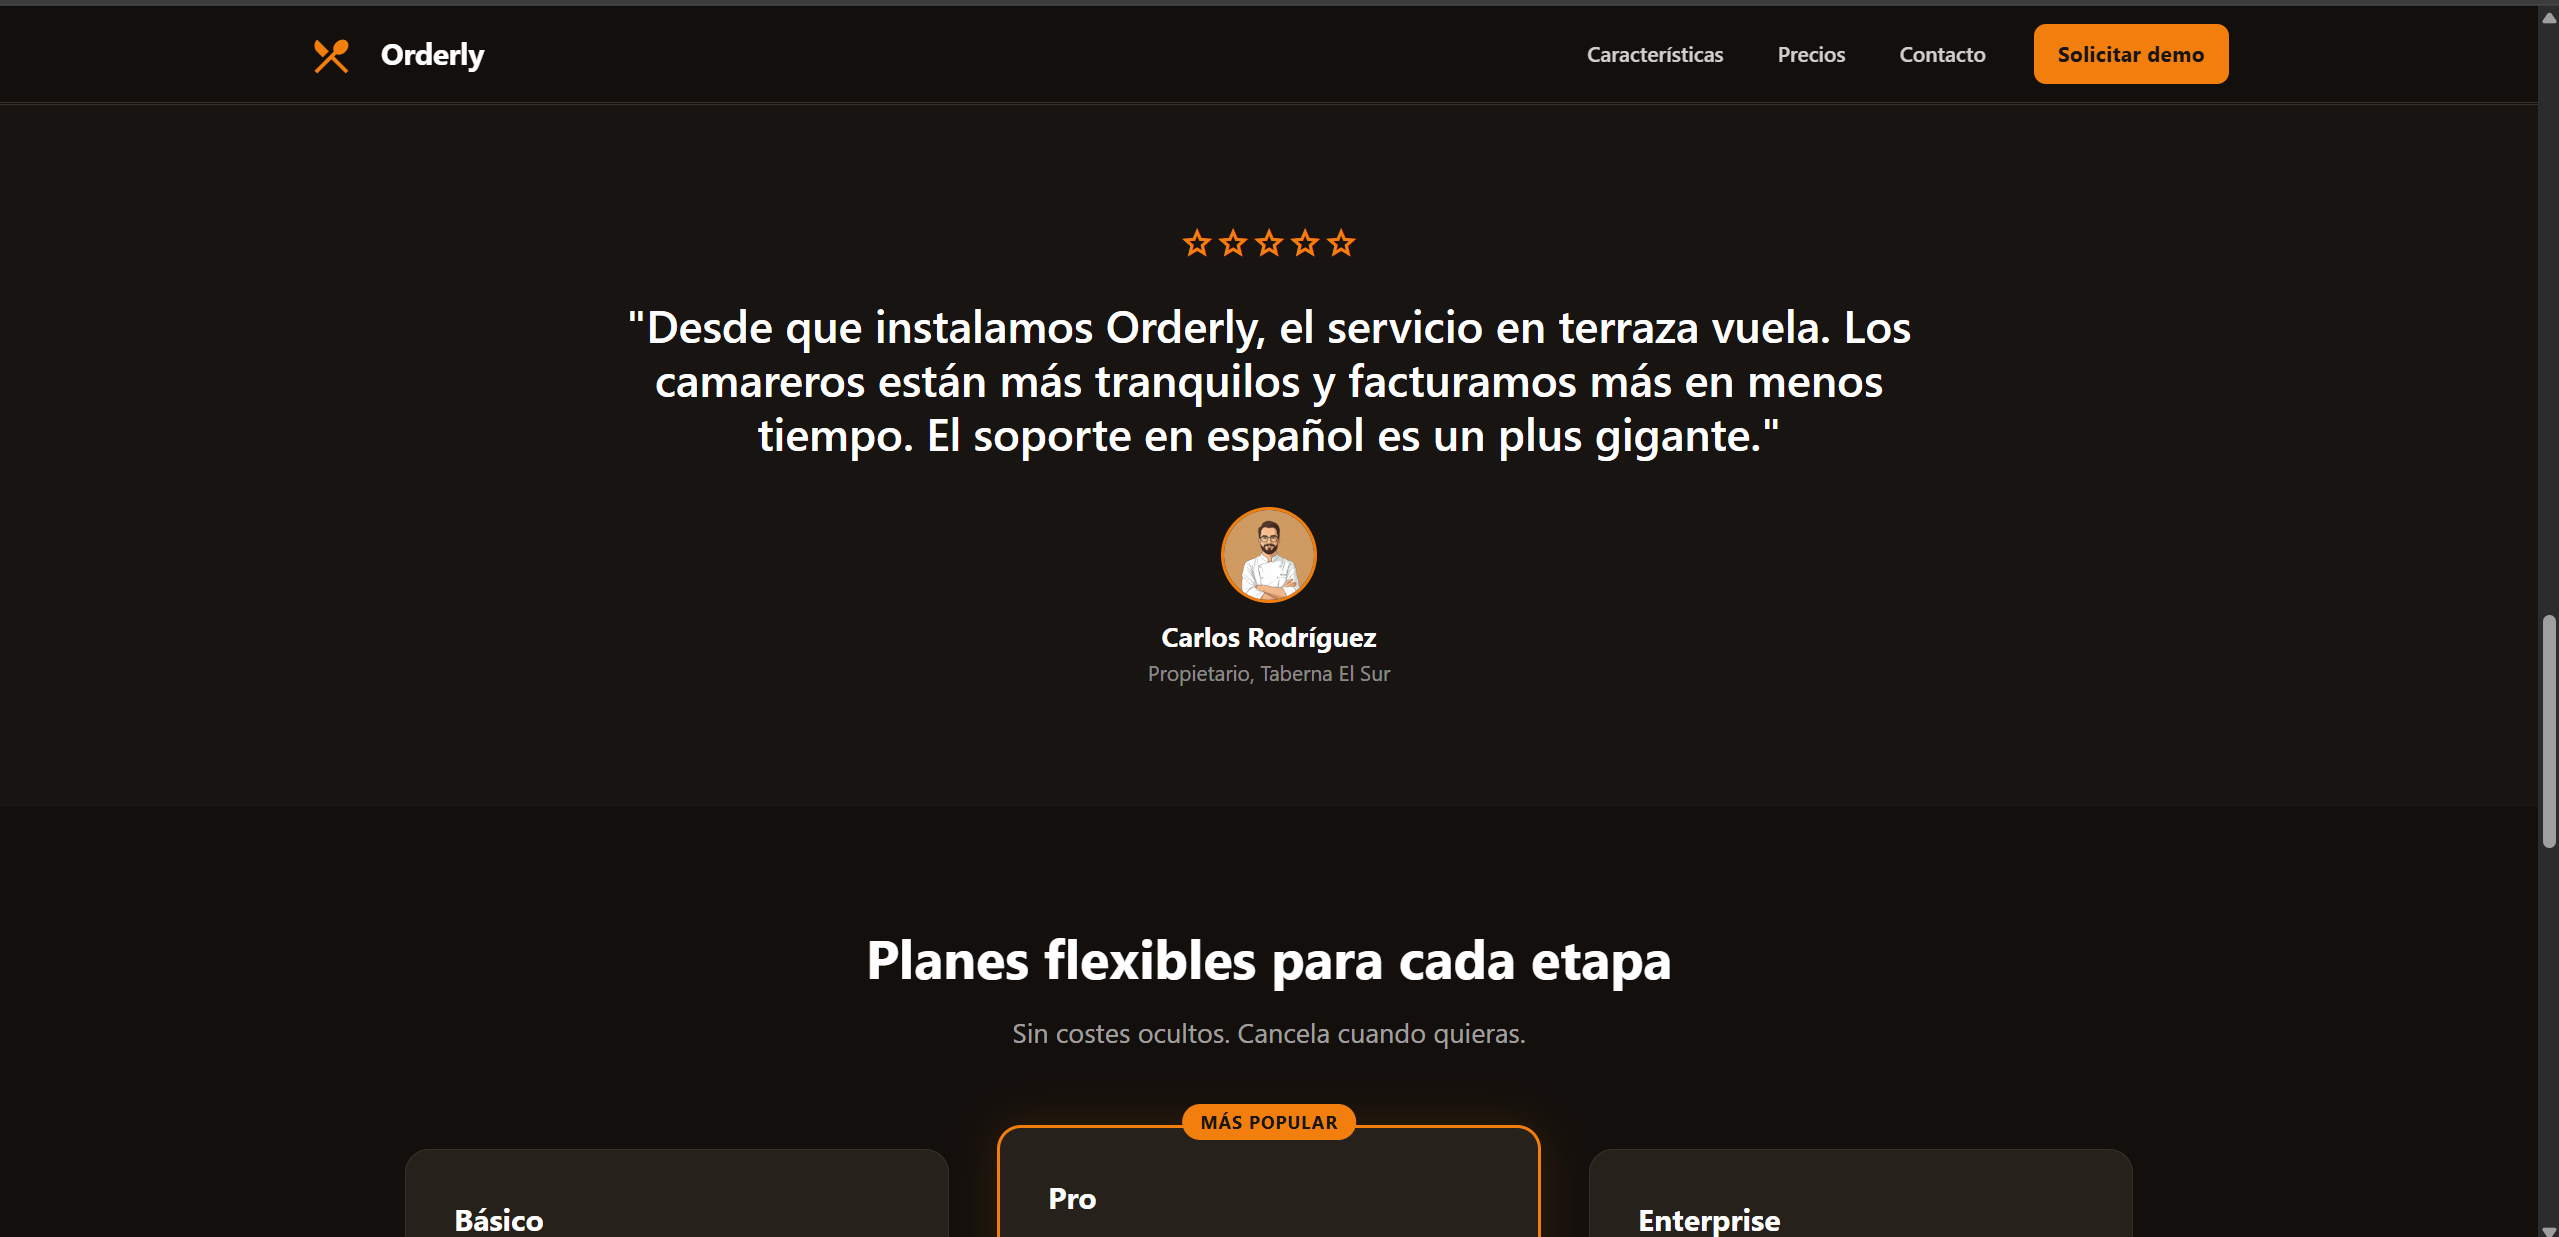 Orderly
Características
Precios
Contacto
Solicitar demo
"Desde que instalamos Orderly, el servicio en terraza vuela. Los
camareros están más tranquilos y facturamos más en menos
tiempo. El soporte en español es un plus gigante."
Carlos Rodríguez
Propietario, Taberna El Sur
Planes flexibles para cada etapa
Sin costes ocultos. Cancela cuando quieras.
MÁS POPULAR
Básico
Pro
Enterprise